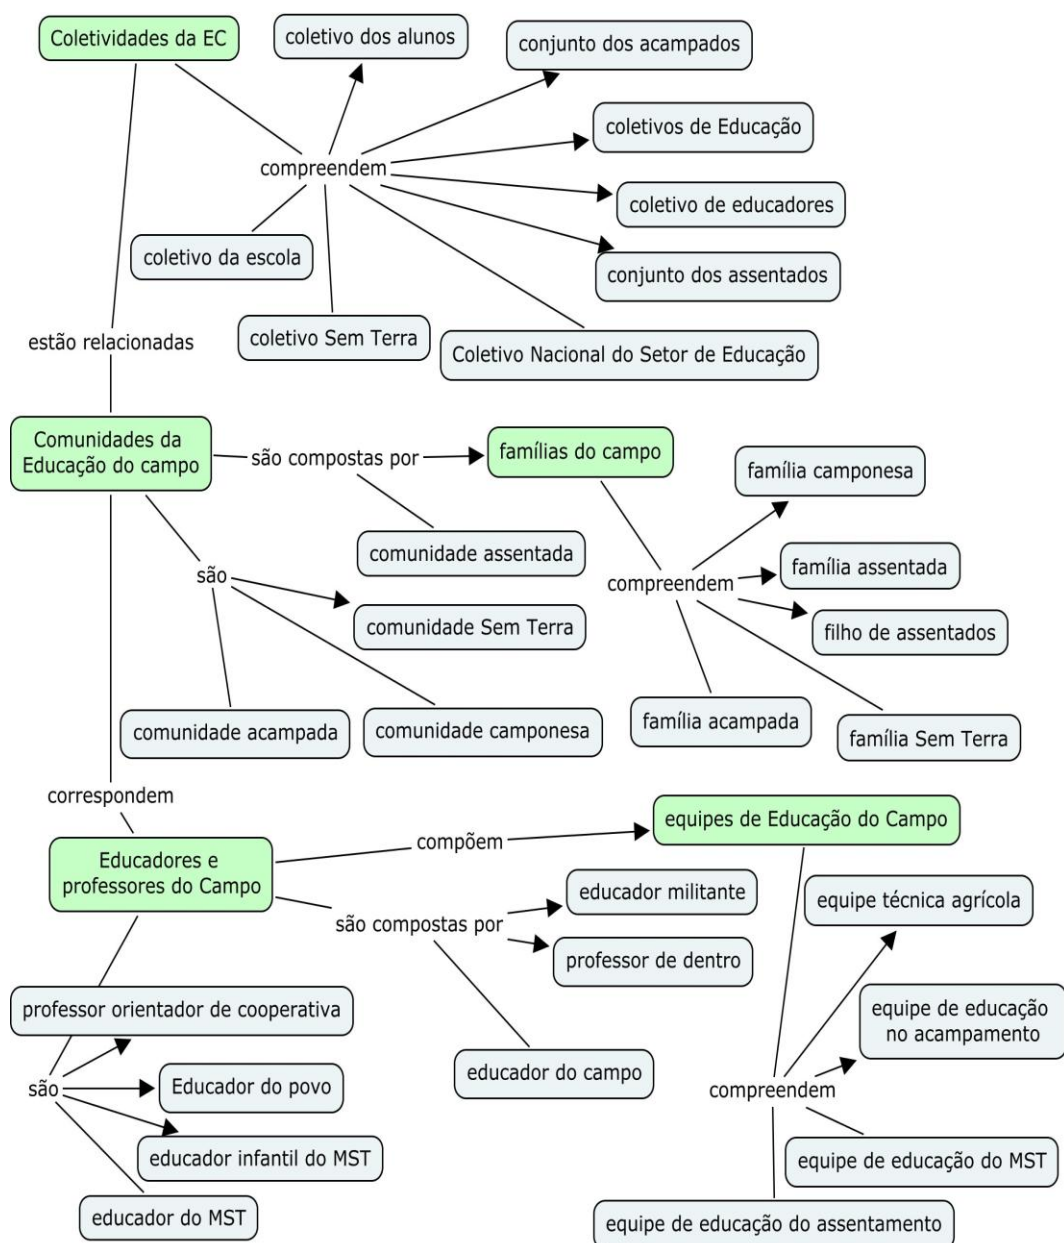 Coletividades da EC
coletivo dos alunos
conjunto dos acampados
coletivos de Educação
compreendem
coletivo de educadores
coletivo da escola
conjunto dos assentados
coletivo Sem Terra
estão relacionadas
Coletivo Nacional do Setor de Educação
Comunidades da
Educação do campo
são compostas por
famílias do campo
família camponesa
comunidade assentada
são
compreendem
família assentada
comunidade Sem Terra
filho de assentados
comunidade acampada
comunidade camponesa
família acampada
família Sem Terra
correspondem
Educadores e
professores do Campo
compõem
equipes de Educação do Campo
são compostas por
educador militante
equipe técnica agrícola
professor de dentro
professor orientador de cooperativa
equipe de educação
no acampamento
são
Educador do povo
educador do campo
compreendem
educador infantil do MST
equipe de educação do MST
educador do MST
equipe de educação do assentamento